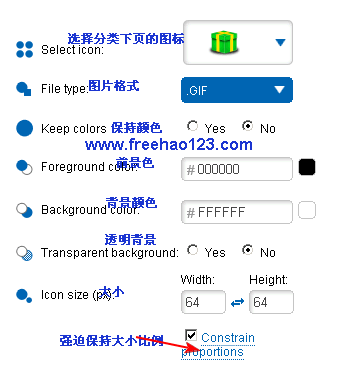 选择分类下页的图标
Select icon:
图片格式
File type:
.GIF
Keep colors
保持颜色
Yes
No
www.freehao123.com
前景色
Foreground color:
# 000000
背景颜色
Background color:
# FFFFFF
透明背景
Transparent background:
Yes
No
Width:
Height:
大小
Icon size (px):
64
64
强迫保持大小比例
Constrain
proportions